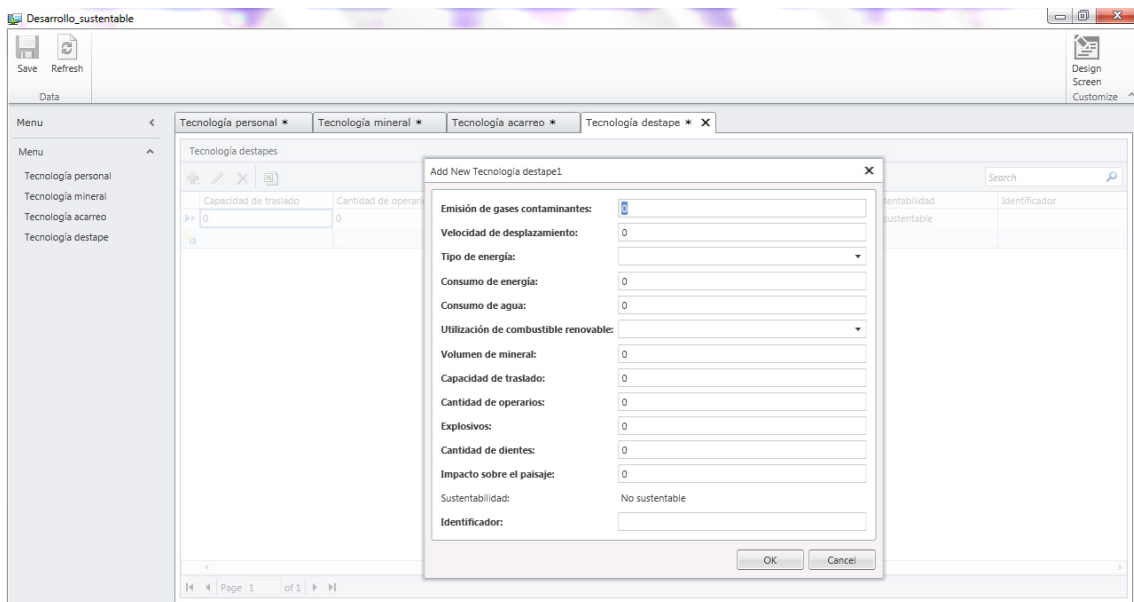 Desarrollo_sustentable
Save Refresh
Design Screen
Data
Customize
Menu
Tecnología personal * Tecnología mineral * Tecnología acarreo * Tecnología destape *
Menu
Tecnología personal
Tecnología mineral
Tecnología acarreo
Tecnología destape
Tecnología destapes
Search
Capacidad de traslado Cantidad de operari tentabilidad Identificador
0 0 sustentable
Add New Tecnología destape1
Emisión de gases contaminantes: 0
Velocidad de desplazamiento: 0
Tipo de energía:
Consumo de energía: 0
Consumo de agua: 0
Utilización de combustible renovable:
Volumen de mineral: 0
Capacidad de traslado: 0
Cantidad de operarios: 0
Explosivos: 0
Cantidad de dientes: 0
Impacto sobre el paisaje: 0
Sustentabilidad: No sustentable
Identificador:
OK Cancel
Page 1 of 1